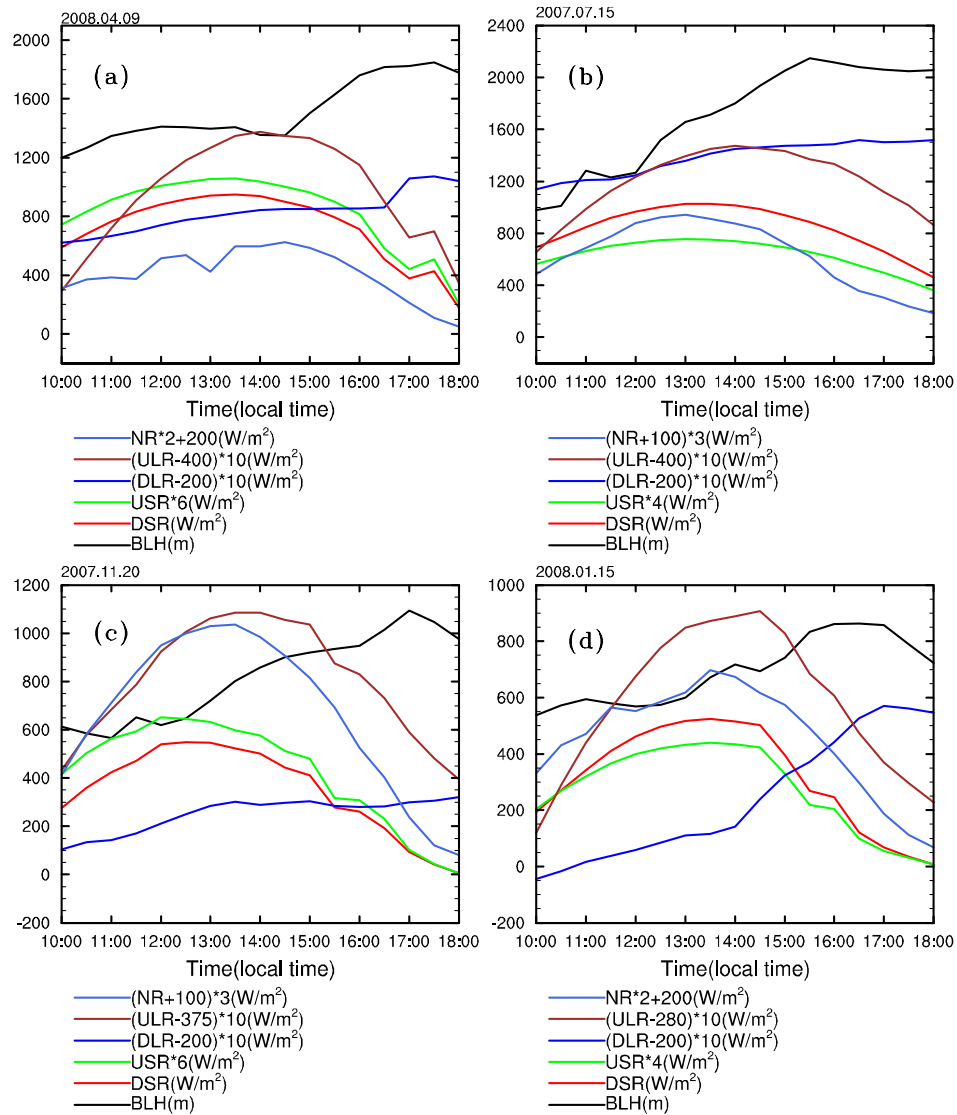 2008.04.09
(a)
2000
1600
1200
800
400
0
10:00 11:00 12:00 13:00 14:00 15:00 16:00 17:00 18:00
Time(local time)
NR*2+200(W/m²)
(ULR-400)*10(W/m²)
(DLR-200)*10(W/m²)
USR*6(W/m²)
DSR(W/m²)
BLH(m)
2007.07.15
(b)
2400
2000
1600
1200
800
400
0
10:00 11:00 12:00 13:00 14:00 15:00 16:00 17:00 18:00
Time(local time)
(NR+100)*3(W/m²)
(ULR-400)*10(W/m²)
(DLR-200)*10(W/m²)
USR*4(W/m²)
DSR(W/m²)
BLH(m)
2007.11.20
(c)
1200
1000
800
600
400
200
0
-200
10:00 11:00 12:00 13:00 14:00 15:00 16:00 17:00 18:00
Time(local time)
(NR+100)*3(W/m²)
(ULR-375)*10(W/m²)
(DLR-200)*10(W/m²)
USR*6(W/m²)
DSR(W/m²)
BLH(m)
2008.01.15
(d)
1000
800
600
400
200
0
-200
10:00 11:00 12:00 13:00 14:00 15:00 16:00 17:00 18:00
Time(local time)
NR*2+200(W/m²)
(ULR-280)*10(W/m²)
(DLR-200)*10(W/m²)
USR*4(W/m²)
DSR(W/m²)
BLH(m)